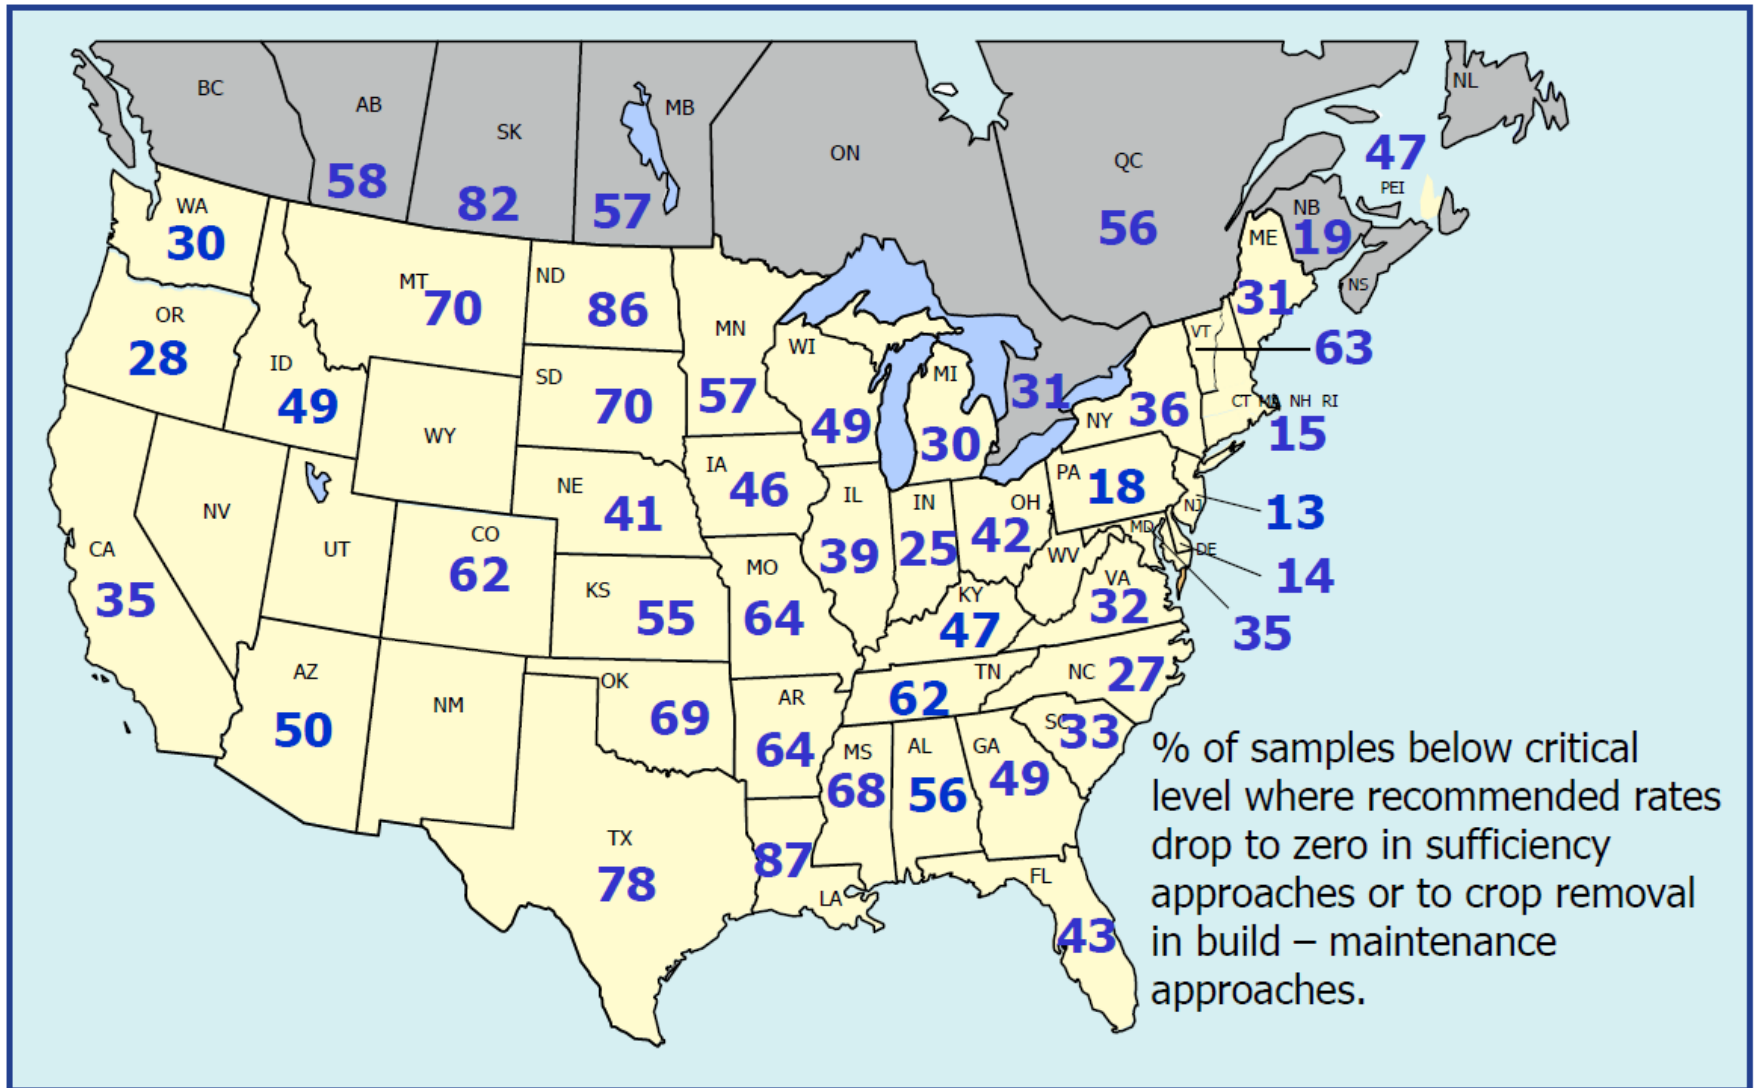 BC
AB
58
SK
82
MB
57
ON
QC
56
NL
47
PEI
NB
19
NS
WA
30
OR
28
ID
49
MT
70
ND
86
SD
70
MN
57
WI
49
MI
30
31
ME
31
VT
63
CT MA NH RI
15
NY
36
WY
NE
41
IA
46
IL
39
IN
25
OH
42
PA
18
NJ
13
MD
DE
14
35
WV
VA
32
CA
35
NV
UT
CO
62
KS
55
MO
64
KY
47
TN
62
NC
27
SC
33
AZ
50
NM
OK
69
AR
64
MS
68
AL
56
GA
49
TX
78
87
LA
FL
43
% of samples below critical
level where recommended rates
drop to zero in sufficiency
approaches or to crop removal
in build – maintenance
approaches.